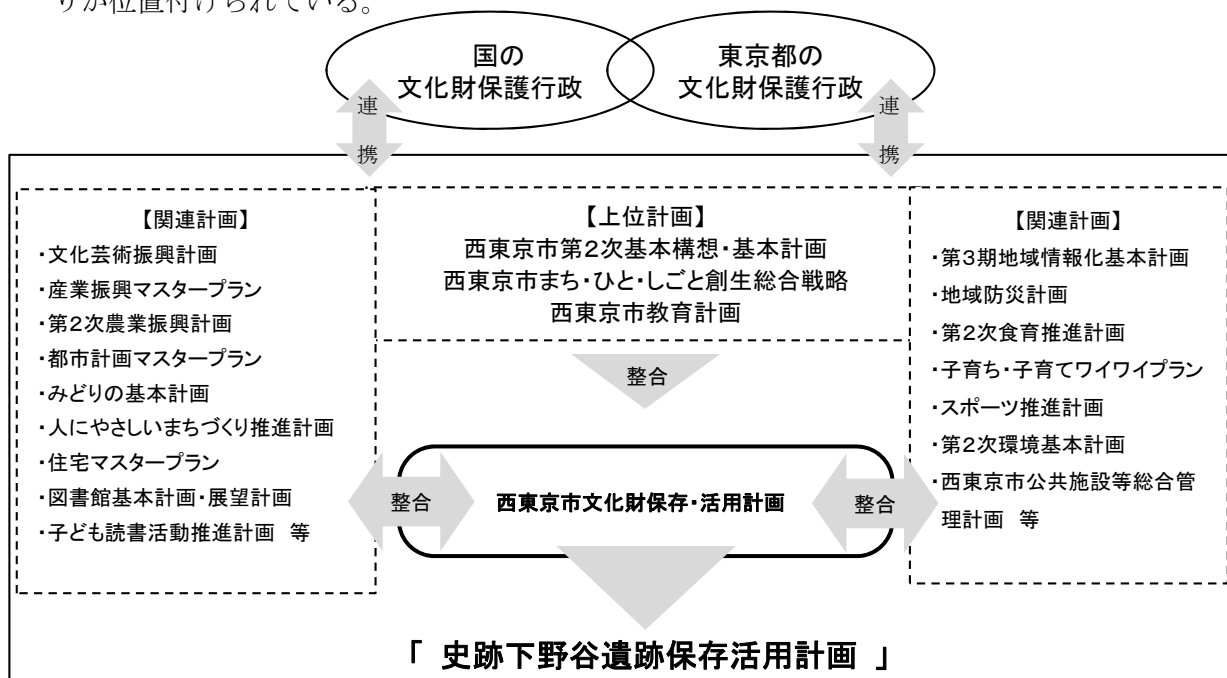 りが位置付けられている。
国の
文化財保護行政
東京都の
文化財保護行政
連
携
連
携
【関連計画】
・文化芸術振興計画
・産業振興マスタープラン
・第2次農業振興計画
・都市計画マスタープラン
・みどりの基本計画
・人にやさしいまちづくり推進計画
・住宅マスタープラン
・図書館基本計画・展望計画
・子ども読書活動推進計画 等
【上位計画】
西東京市第2次基本構想・基本計画
西東京市まち・ひと・しごと創生総合戦略
西東京市教育計画
整合
【関連計画】
・第3期地域情報化基本計画
・地域防災計画
・第2次食育推進計画
・子育ち・子育てワイワイプラン
・スポーツ推進計画
・第2次環境基本計画
・西東京市公共施設等総合管
理計画 等
整合
西東京市文化財保存・活用計画
整合
「 史跡下野谷遺跡保存活用計画 」